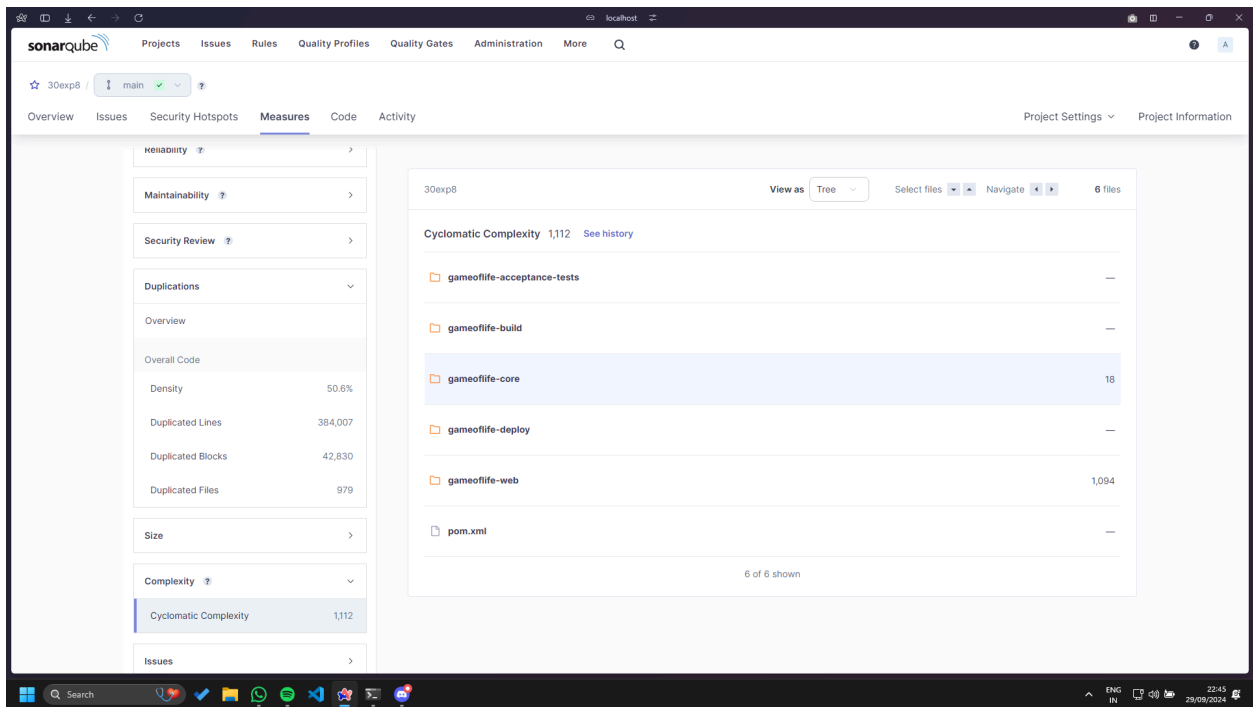 localhost
sonarqube Projects Issues Rules Quality Profiles Quality Gates Administration More ? A
30exp8 / main ?
Overview Issues Security Hotspots Measures Code Activity Project Settings Project Information
Reliability ?
Maintainability ?
Security Review ?
Duplications
Overview
Overall Code
Density 50.6%
Duplicated Lines 384,007
Duplicated Blocks 42,830
Duplicated Files 979
Size
Complexity ?
Cyclomatic Complexity 1,112
Issues
30exp8 View as Tree Select files Navigate 6 files
Cyclomatic Complexity 1,112 See history
gameoflife-acceptance-tests —
gameoflife-build —
gameoflife-core 18
gameoflife-deploy —
gameoflife-web 1,094
pom.xml —
6 of 6 shown
Search
ENG
IN
22:45
29/09/2024